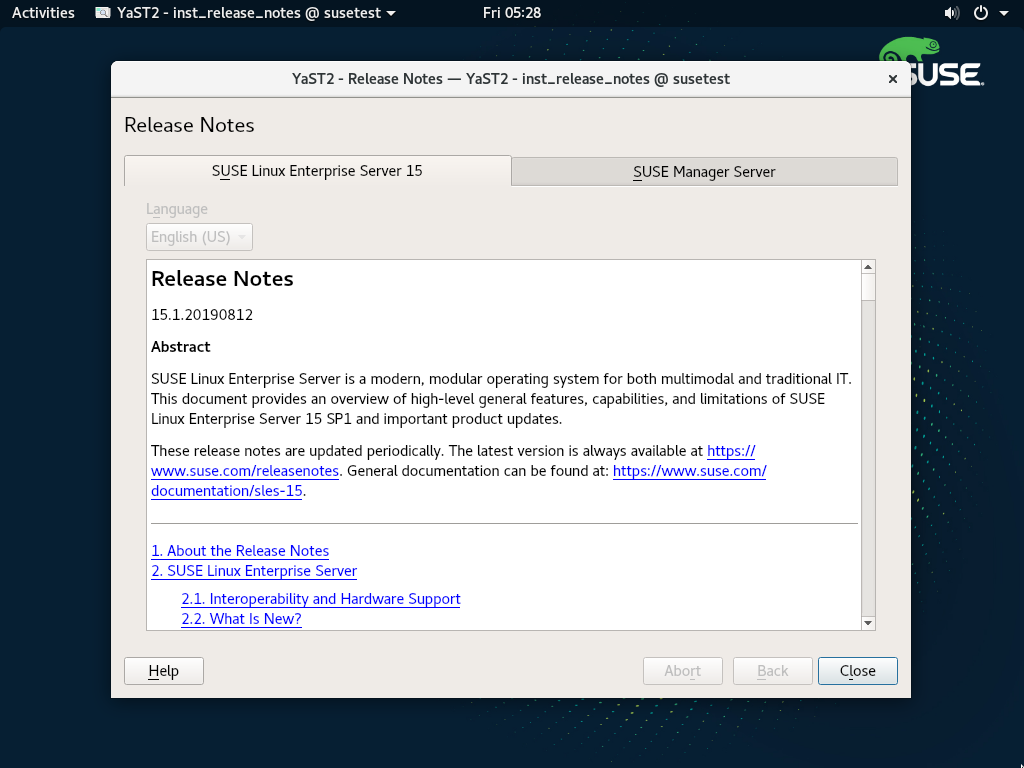 Activities YaST2 - inst_release_notes @ susetest Fri 05:28
SUSE
YaST2 - Release Notes — YaST2 - inst_release_notes @ susetest
Release Notes
SUSE Linux Enterprise Server 15 SUSE Manager Server
Language
English (US)
Release Notes
15.1.20190812
Abstract
SUSE Linux Enterprise Server is a modern, modular operating system for both multimodal and traditional IT.
This document provides an overview of high-level general features, capabilities, and limitations of SUSE
Linux Enterprise Server 15 SP1 and important product updates.
These release notes are updated periodically. The latest version is always available at https://
www.suse.com/releasenotes. General documentation can be found at: https://www.suse.com/
documentation/sles-15.
1. About the Release Notes
2. SUSE Linux Enterprise Server
2.1. Interoperability and Hardware Support
2.2. What Is New?
Help Abort Back Close